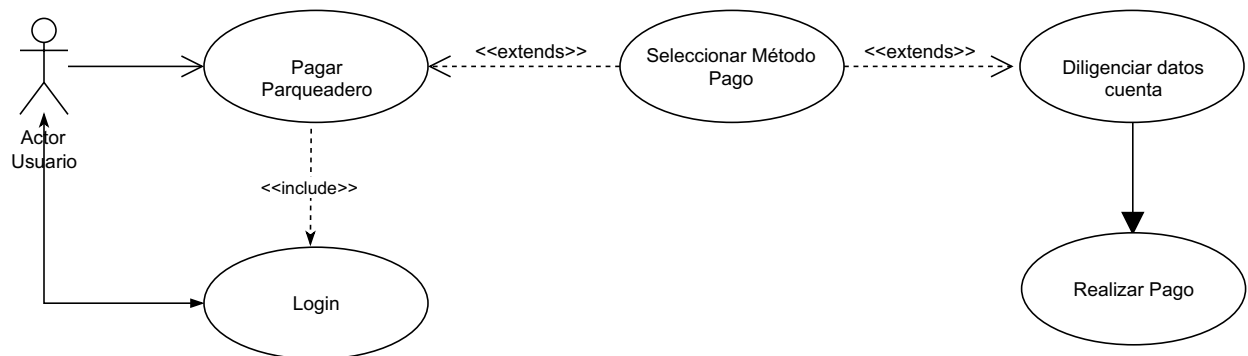 Actor
Usuario
Pagar
Parqueadero
<<extends>>
Seleccionar Método
Pago
<<extends>>
Diligenciar datos
cuenta
<<include>>
Login
Realizar Pago